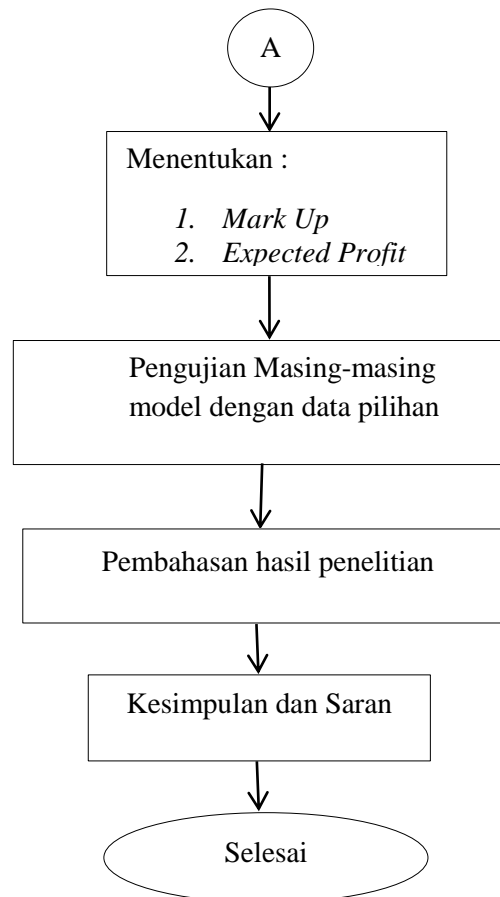 A
Menentukan :
1. Mark Up
2. Expected Profit
Pengujian Masing-masing
model dengan data pilihan
Pembahasan hasil penelitian
Kesimpulan dan Saran
Selesai